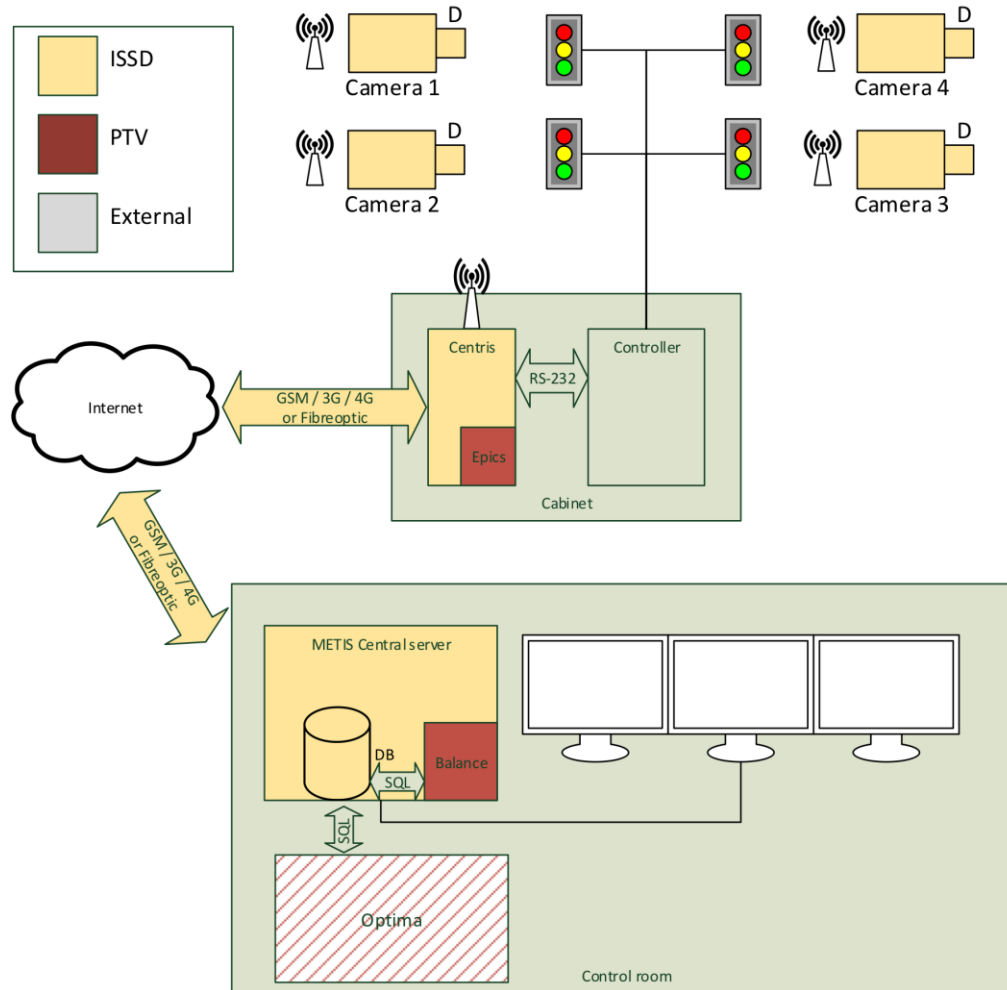 ISSD
PTV
External
D
Camera 1
D
Camera 2
D
Camera 4
D
Camera 3
Centris
Controller
RS-232
Epics
Cabinet
Internet
GSM / 3G / 4G
or Fibreoptic
GSM / 3G / 4G
or Fibreoptic
METIS Central server
DB
SQL
Balance
SQL
Optima
Control room